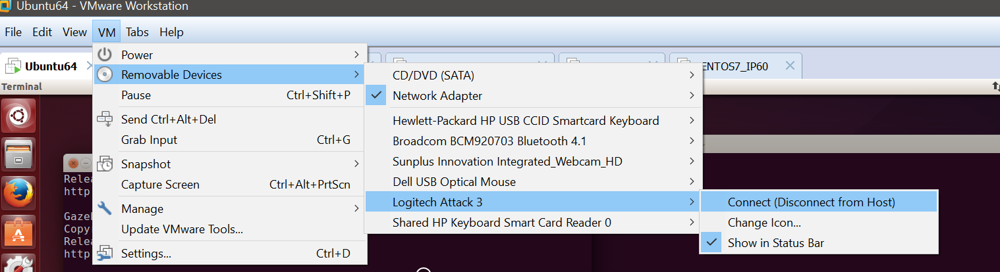 Ubuntu64 - VMware Workstation
File Edit View VM Tabs Help
Ubuntu64
ENTOS7_IP60
Terminal
Power
Removable Devices
Pause Ctrl+Shift+P
Send Ctrl+Alt+Del
Grab Input Ctrl+G
Snapshot
Capture Screen Ctrl+Alt+PrtScn
Manage
Update VMware Tools...
Settings... Ctrl+D
CD/DVD (SATA)
Network Adapter
Hewlett-Packard HP USB CCID Smartcard Keyboard
Broadcom BCM920703 Bluetooth 4.1
Sunplus Innovation Integrated_Webcam_HD
Dell USB Optical Mouse
Logitech Attack 3
Shared HP Keyboard Smart Card Reader 0
Connect (Disconnect from Host)
Change Icon...
Show in Status Bar
Relea
http
Gazeb
Copyr
Relea
http